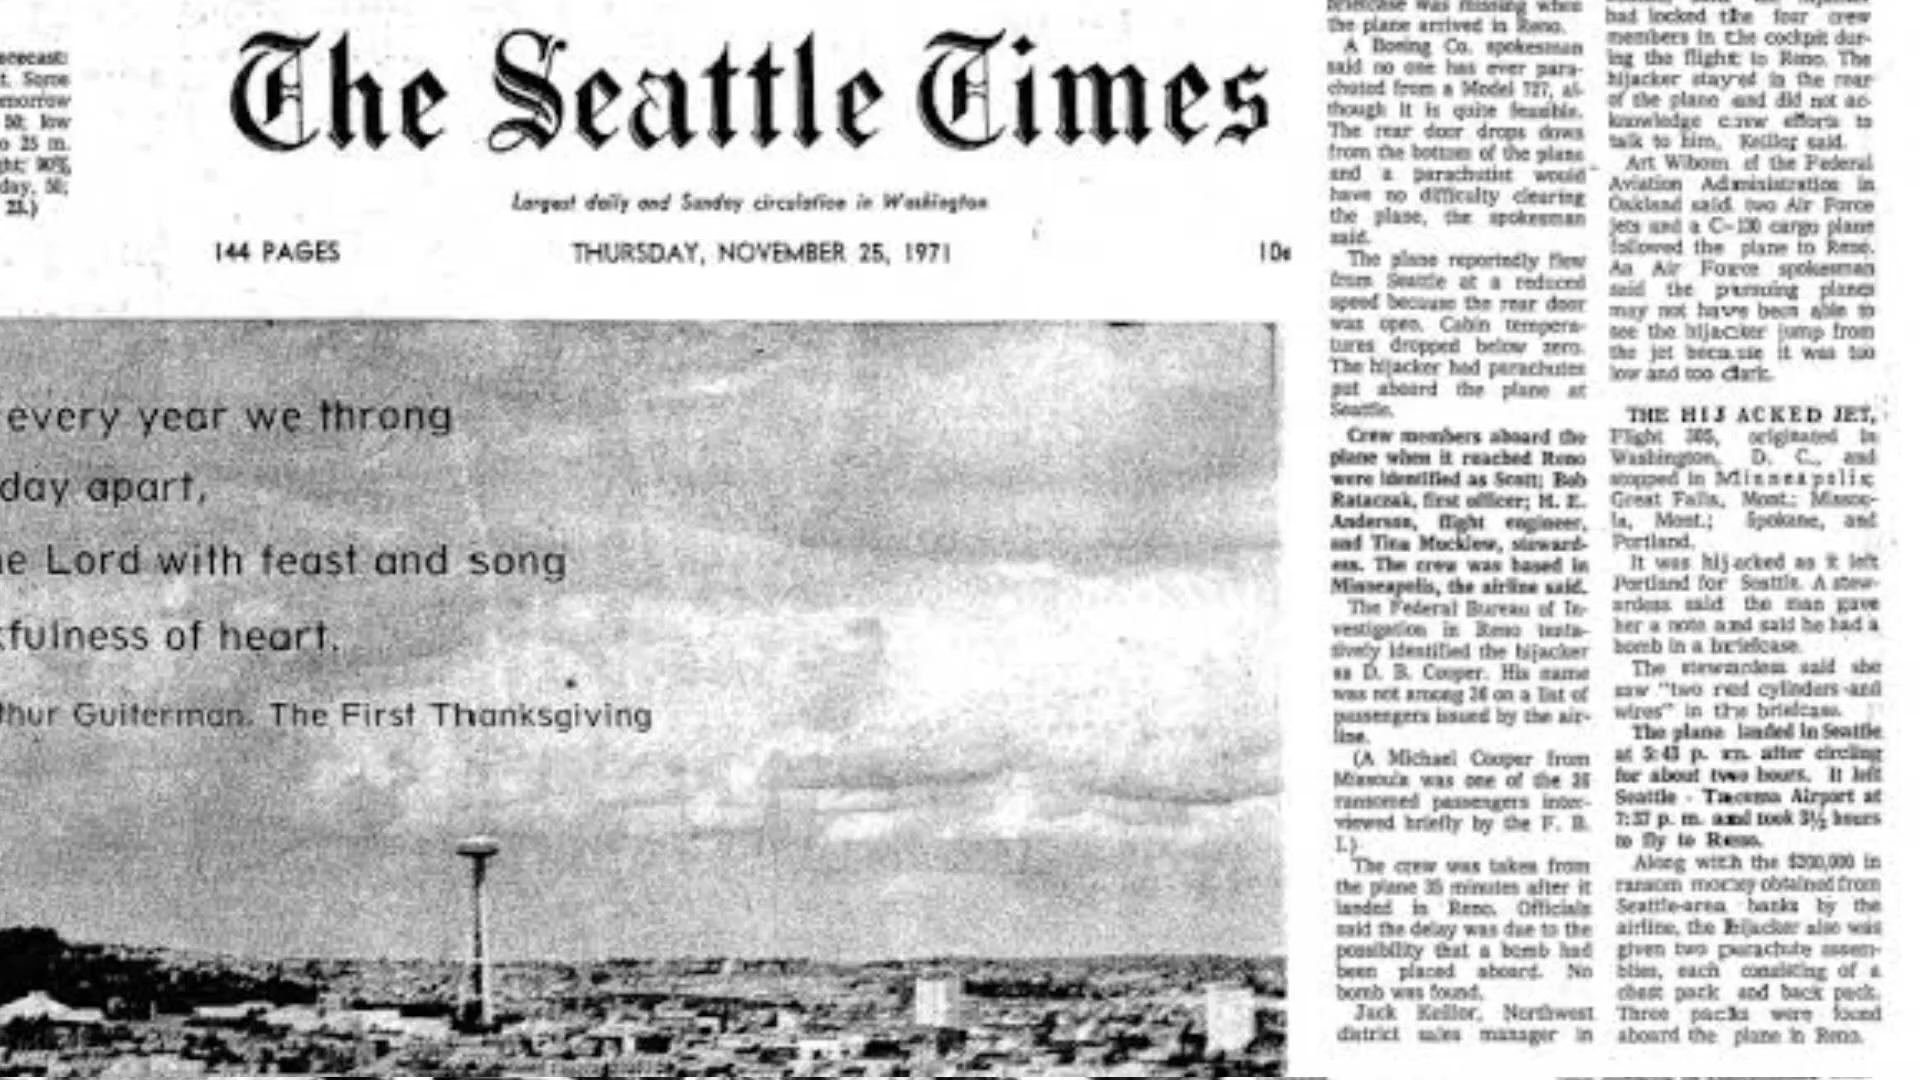 orecast:
t. Some
morrow
50; low
o 25 m.
ght; 90%
day, 50;
25.)
The Seattle Times
Largest daily and Sunday circulation in Washington
144 PAGES
THURSDAY, NOVEMBER 25, 1971
10¢
every year we throng
day apart,
he Lord with feast and song
kfulness of heart.
thur Guiterman. The First Thanksgiving
briefcase was missing when
the plane arrived in Reno.
A Boeing Co. spokesman
said no one has ever para-
chuted from a Model 727, al-
though it is quite feasible.
The rear door drops down
from the bottom of the plane
and a parachutist would
have no difficulty clearing
the plane, the spokesman
said.
The plane reportedly flew
from Seattle at a reduced
speed because the rear door
was open. Cabin tempera-
tures dropped below zero.
The hijacker had parachutes
put aboard the plane at
Seattle.
Crew members aboard the
plane when it reached Reno
were identified as Scott; Bob
Rataczak, first officer; H. E.
Anderson, flight engineer,
and Tina Mucklow, steward-
ess. The crew was based in
Minneapolis, the airline said.
The Federal Bureau of In-
vestigation in Reno tenta-
tively identified the hijacker
as D. B. Cooper. His name
was not among 36 on a list of
passengers issued by the air-
line.
(A Michael Cooper from
Missoula was one of the 36
ransomed passengers inter-
viewed briefly by the F. B.
I.)
The crew was taken from
the plane 35 minutes after it
landed in Reno. Officials
said the delay was due to the
possibility that a bomb had
been placed aboard. No
bomb was found.
Jack Keillor, Northwest
district sales manager in
had locked the four crew
members in the cockpit dur-
ing the flight to Reno. The
hijacker stayed in the rear
of the plane and did not ac-
knowledge crew efforts to
talk to him, Keillor said.
Art Wibom of the Federal
Aviation Administration in
Oakland said two Air Force
jets and a C-130 cargo plane
followed the plane to Reno.
An Air Force spokesman
said the pursuing planes
may not have been able to
see the hijacker jump from
the jet because it was too
low and too dark.
THE HIJACKED JET,
Flight 305, originated in
Washington, D. C., and
stopped in Minneapolis;
Great Falls, Mont.; Missou-
la, Mont.; Spokane, and
Portland.
It was hijacked as it left
Portland for Seattle. A stew-
ardess said the man gave
her a note and said he had a
bomb in a briefcase.
The stewardess said she
saw "two red cylinders and
wires" in the briefcase.
The plane landed in Seattle
at 5:43 p. m. after circling
for about two hours. It left
Seattle - Tacoma Airport at
7:37 p. m. and took 3½ hours
to fly to Reno.
Along with the $200,000 in
ransom money obtained from
Seattle-area banks by the
airline, the hijacker also was
given two parachute assem-
blies, each consisting of a
chest pack and back pack.
Three packs were found
aboard the plane in Reno.